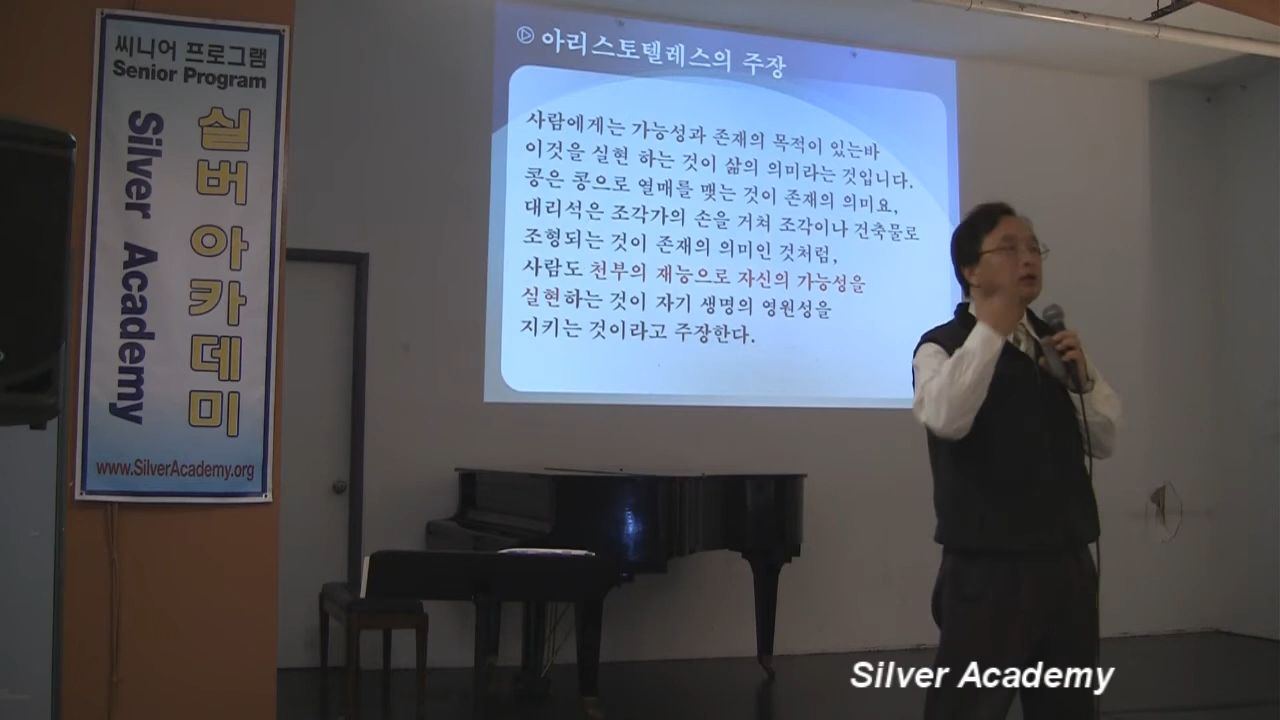 씨니어 프로그램
Senior Program
실버 아카데미
Silver Academy
www.SilverAcademy.org
아리스토텔레스의 주장
사람에게는 가능성과 존재의 목적이 있는바
이것을 실현 하는 것이 삶의 의미라는 것입니다.
콩은 콩으로 열매를 맺는 것이 존재의 의미요,
대리석은 조각가의 손을 거쳐 조각이나 건축물로
조형되는 것이 존재의 의미인 것처럼,
사람도 천부의 재능으로 자신의 가능성을
실현하는 것이 자기 생명의 영원성을
지키는 것이라고 주장한다.
Silver Academy